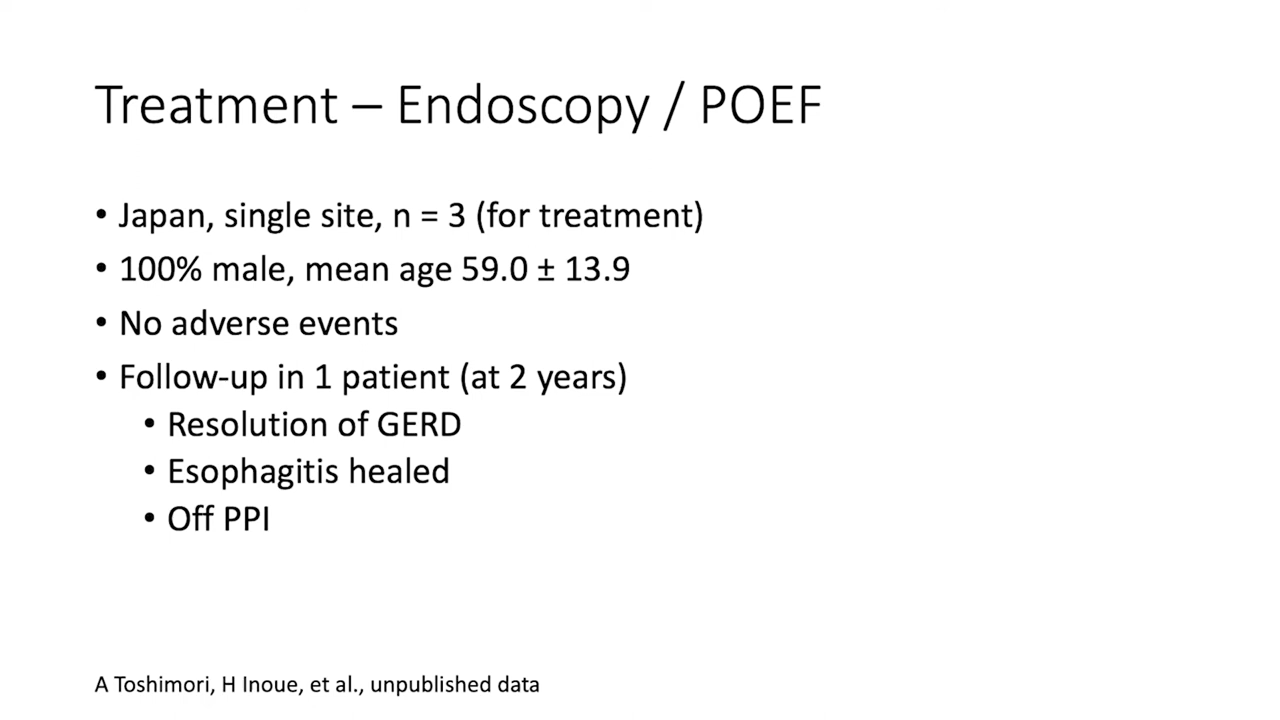 Treatment – Endoscopy / POEF
• Japan, single site, n = 3 (for treatment)
• 100% male, mean age 59.0 ± 13.9
• No adverse events
• Follow-up in 1 patient (at 2 years)
• Resolution of GERD
• Esophagitis healed
• Off PPI
A Toshimori, H Inoue, et al., unpublished data